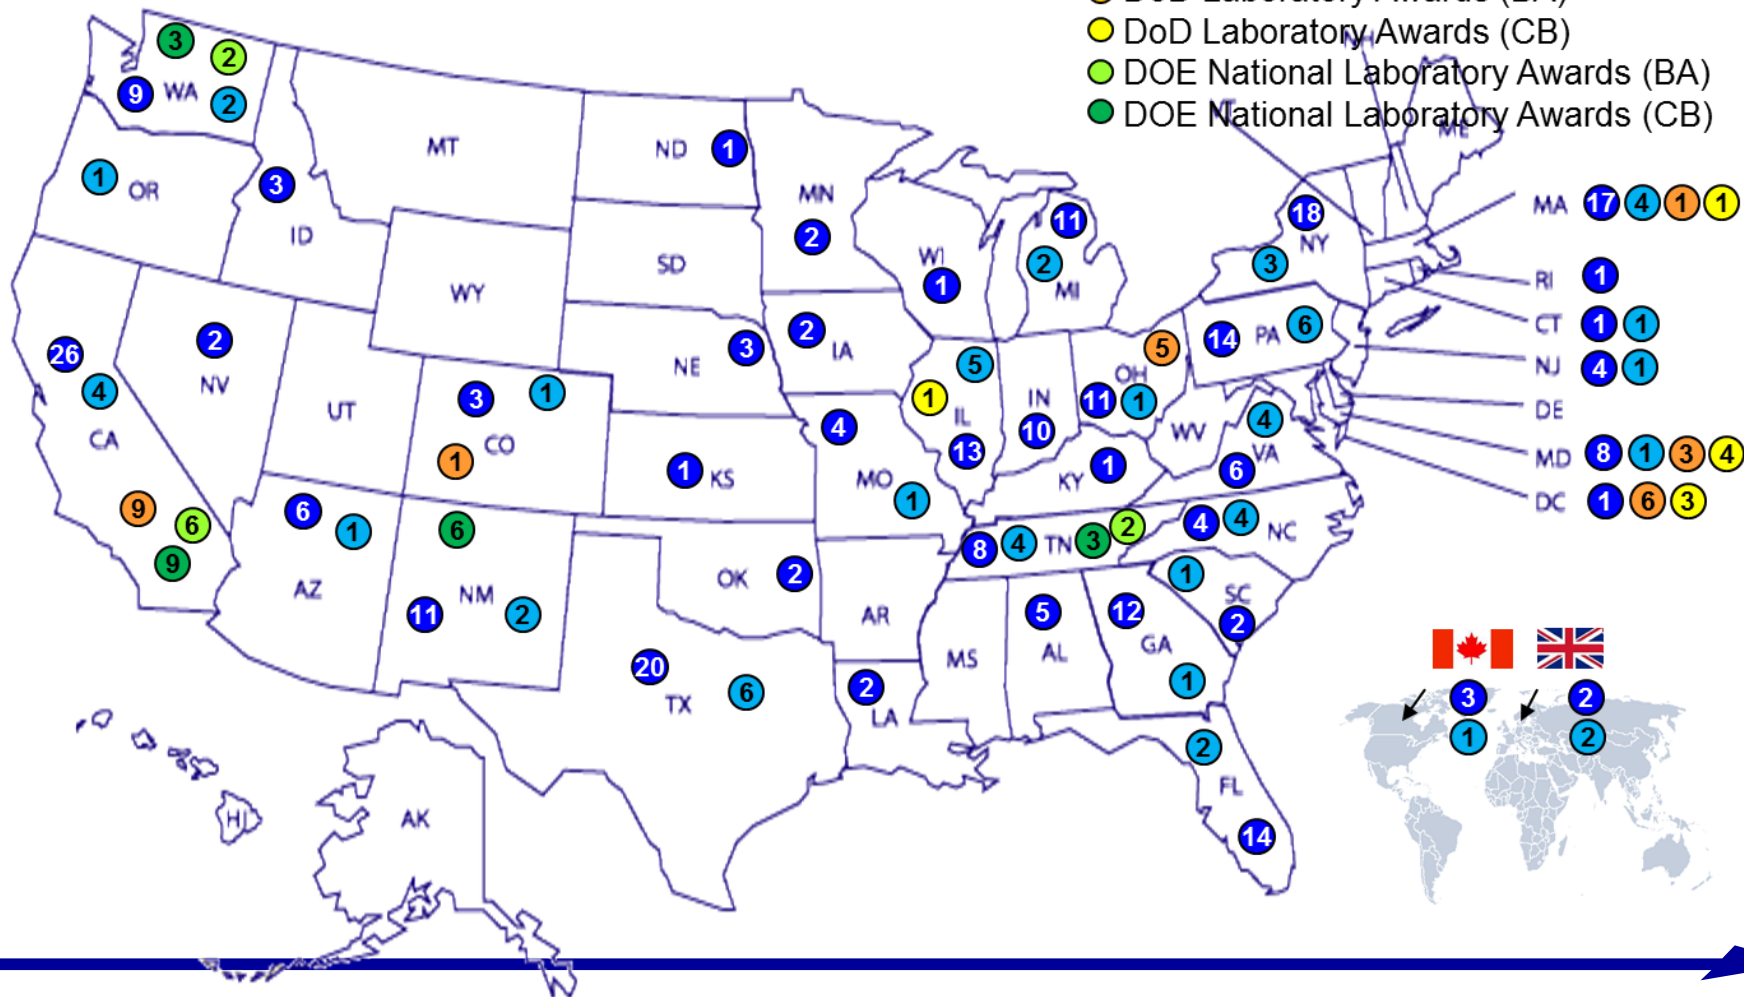 DoD Laboratory Awards (BA)
DoD Laboratory Awards (CB)
DOE National Laboratory Awards (BA)
DOE National Laboratory Awards (CB)
NH
ME
3
2
9
WA
2
MT
ND
1
1
OR
3
ID
MN
2
11
2
MI
WI
1
18
NY
3
MA 17 4 1 1
RI 1
CT 1 1
NJ 4 1
DE
MD 8 1 3 4
DC 1 6 3
SD
WY
26
4
CA
2
NV
UT
3
1
1
CO
NE
3
2
IA
5
1
IL
13
IN
10
5
OH
11
1
14
PA
6
WV
4
VA
6
1
KS
4
MO
1
KY
1
9
6
9
6
1
AZ
6
NM
11
2
OK
2
AR
8
4
TN
3
2
4
4
NC
1
SC
2
20
TX
6
2
LA
MS
5
AL
12
GA
1
2
FL
14
HI
AK
3
1
2
2